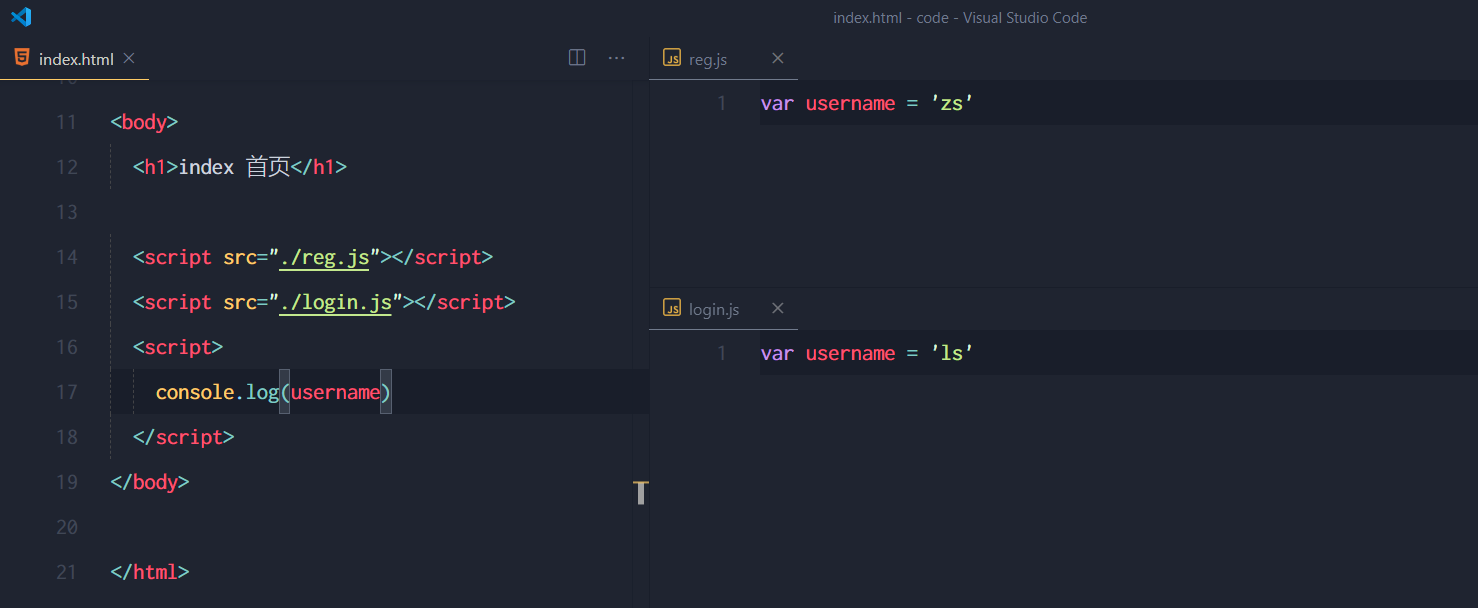 index.html - code - Visual Studio Code
index.html
11 <body>
12 <h1>index 首页</h1>
13
14 <script src="./reg.js"></script>
15 <script src="./login.js"></script>
16 <script>
17 console.log(username)
18 </script>
19 </body>
20
21 </html>
reg.js
1 var username = 'zs'
login.js
1 var username = 'ls'